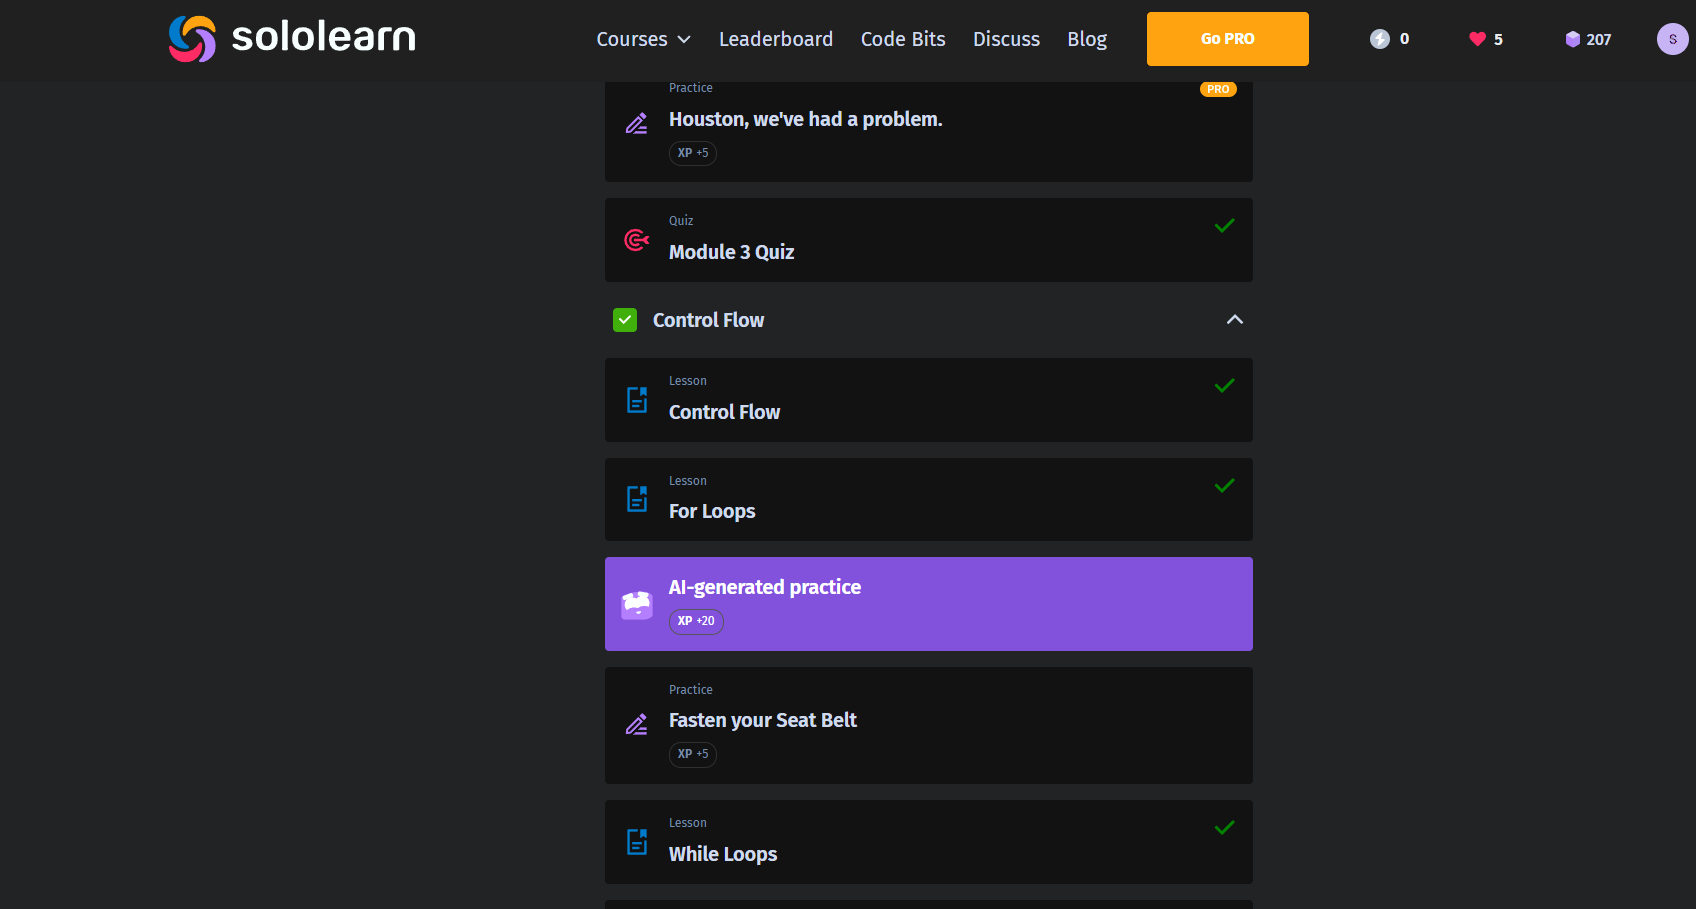 sololearn
Courses Leaderboard Code Bits Discuss Blog Go PRO 0 5 207 S
Practice PRO
Houston, we've had a problem.
XP +5
Quiz
Module 3 Quiz
Control Flow
Lesson
Control Flow
Lesson
For Loops
AI-generated practice
XP +20
Practice
Fasten your Seat Belt
XP +5
Lesson
While Loops